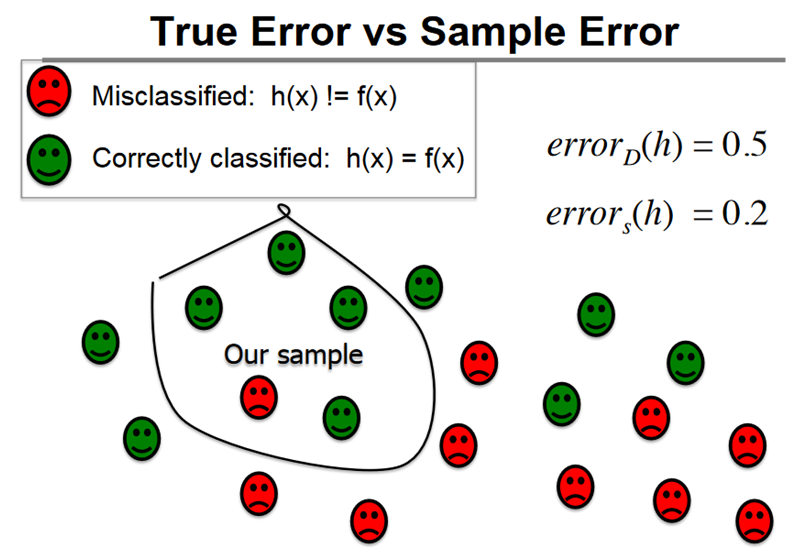 True Error vs Sample Error
Misclassified: h(x) != f(x)
Correctly classified: h(x) = f(x)
error_D(h) = 0.5
error_s(h) = 0.2
Our sample